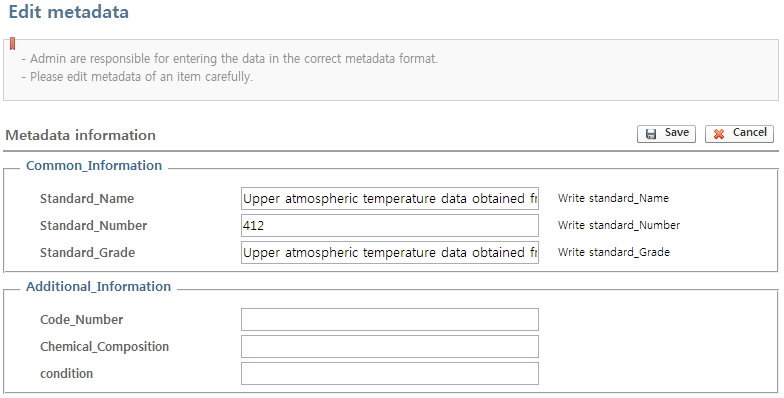 Edit metadata
- Admin are responsible for entering the data in the correct metadata format.
- Please edit metadata of an item carefully.
Metadata information
Save
Cancel
Common_Information
Standard_Name Upper atmospheric temperature data obtained fr Write standard_Name
Standard_Number 412 Write standard_Number
Standard_Grade Upper atmospheric temperature data obtained fr Write standard_Grade
Additional_Information
Code_Number
Chemical_Composition
condition